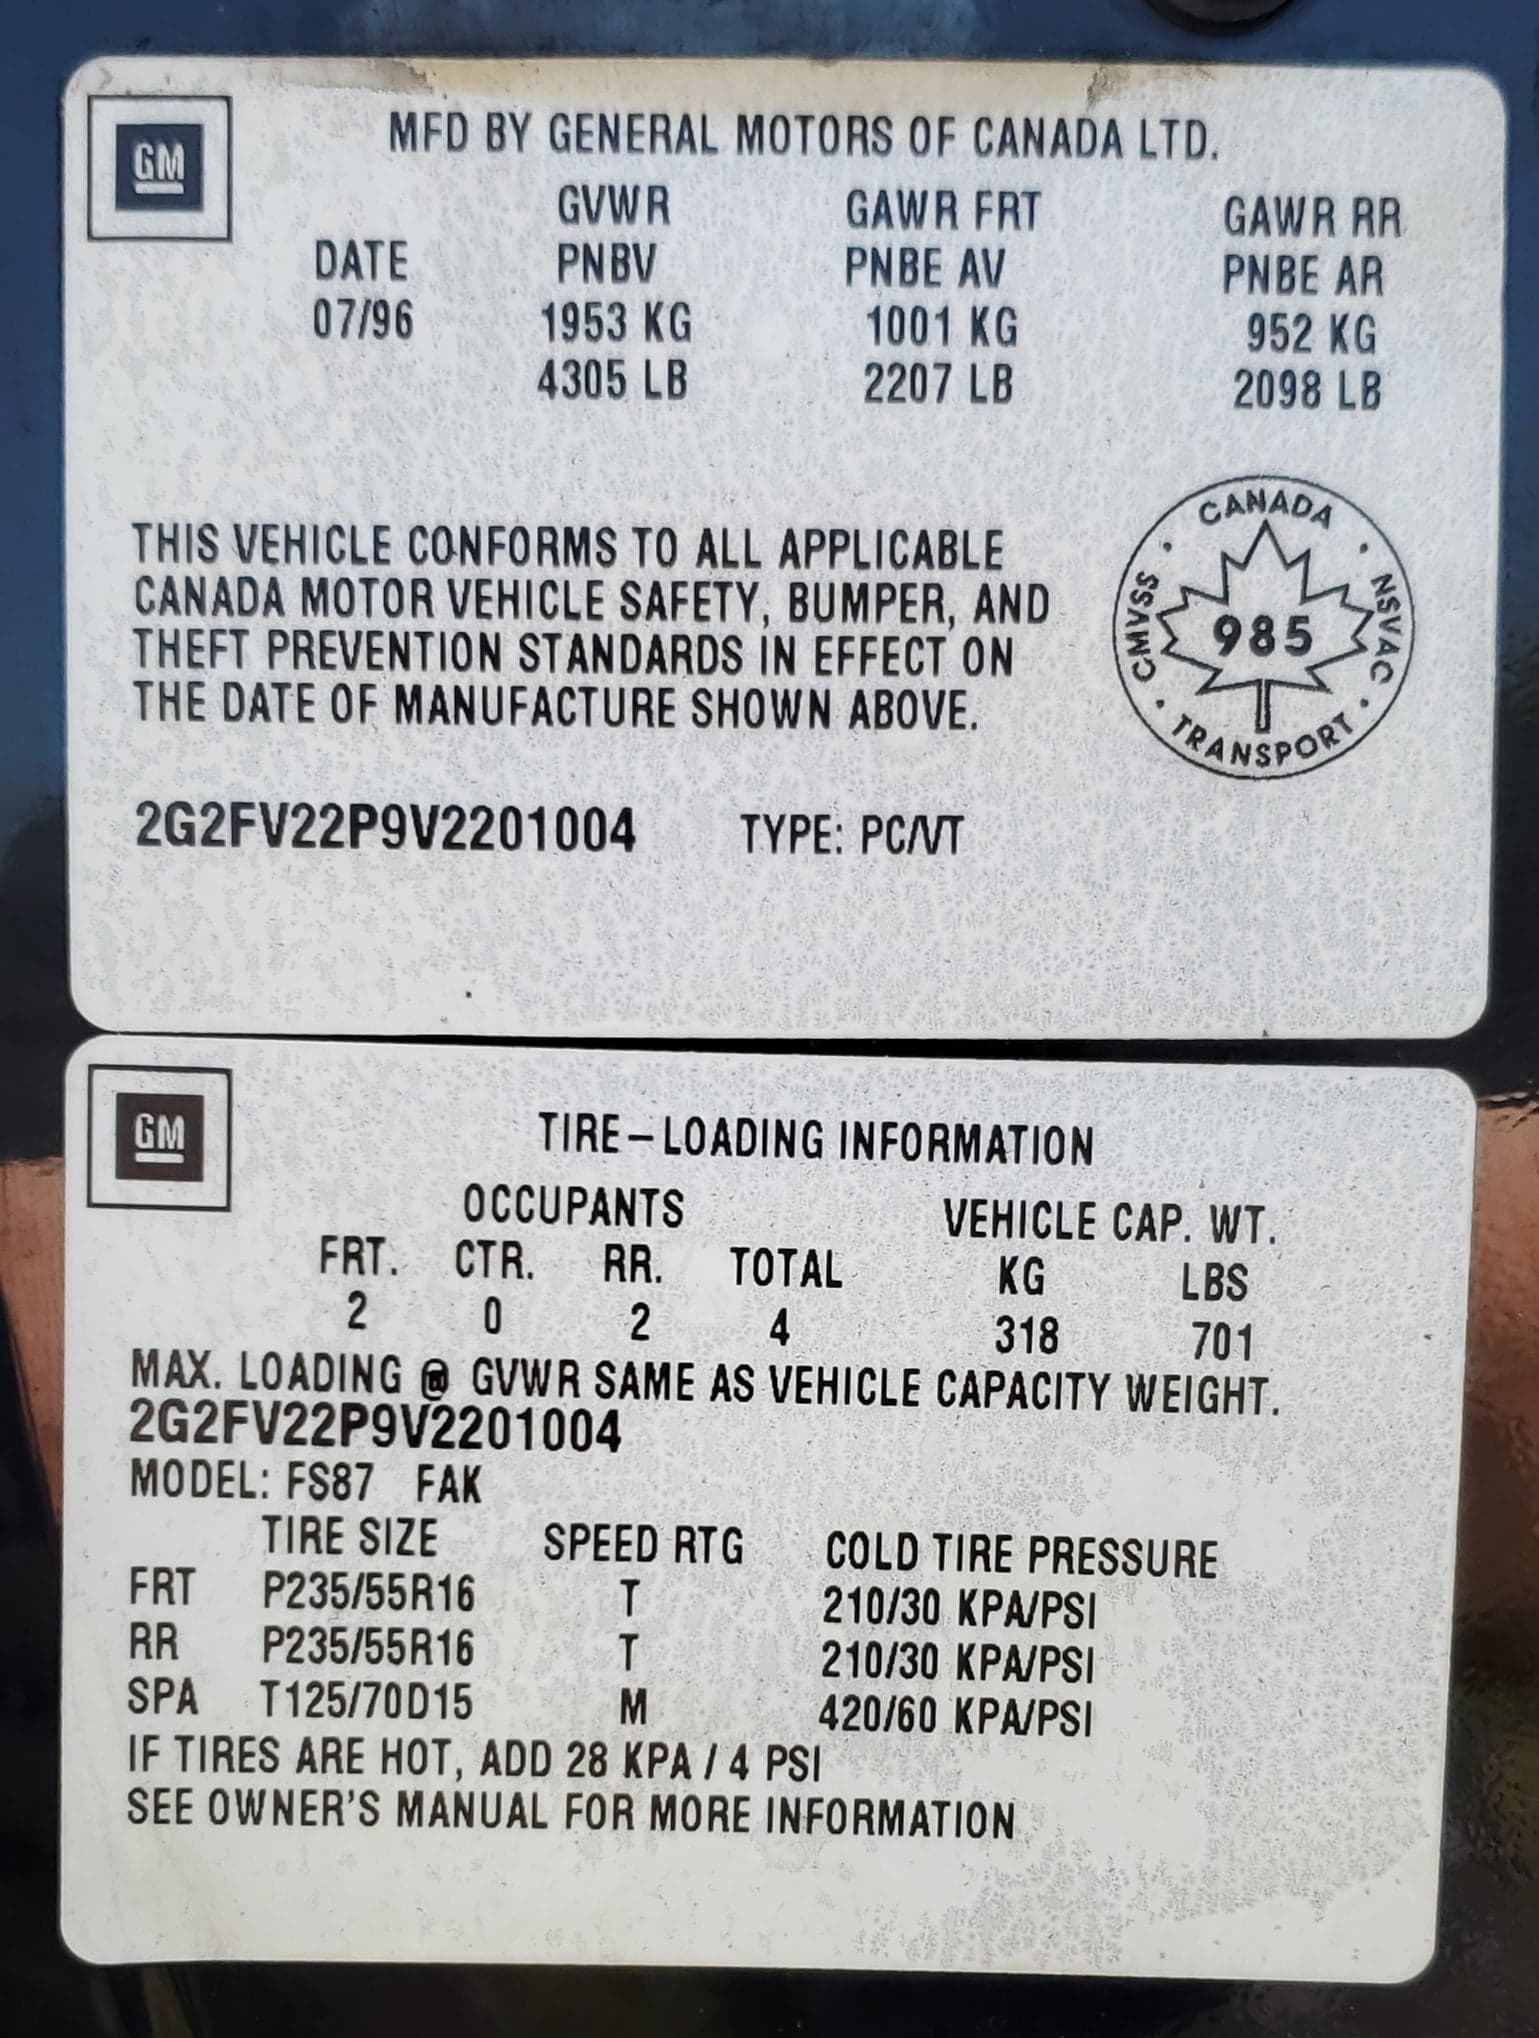 GM
MFD BY GENERAL MOTORS OF CANADA LTD.
GVWR GAWR FRT GAWR RR
DATE PNBV PNBE AV PNBE AR
07/96 1953 KG 1001 KG 952 KG
4305 LB 2207 LB 2098 LB
THIS VEHICLE CONFORMS TO ALL APPLICABLE
CANADA MOTOR VEHICLE SAFETY, BUMPER, AND
THEFT PREVENTION STANDARDS IN EFFECT ON
THE DATE OF MANUFACTURE SHOWN ABOVE.
CANADA
CMVSS · 985 · NSVAC
TRANSPORT
2G2FV22P9V2201004 TYPE: PC/VT
GM
TIRE – LOADING INFORMATION
OCCUPANTS VEHICLE CAP. WT.
FRT. CTR. RR. TOTAL KG LBS
2 0 2 4 318 701
MAX. LOADING @ GVWR SAME AS VEHICLE CAPACITY WEIGHT.
2G2FV22P9V2201004
MODEL: FS87 FAK
TIRE SIZE SPEED RTG COLD TIRE PRESSURE
FRT P235/55R16 T 210/30 KPA/PSI
RR P235/55R16 T 210/30 KPA/PSI
SPA T125/70D15 M 420/60 KPA/PSI
IF TIRES ARE HOT, ADD 28 KPA / 4 PSI
SEE OWNER'S MANUAL FOR MORE INFORMATION